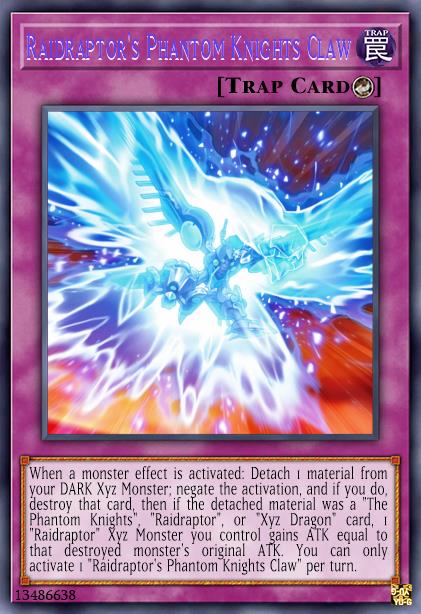 Raidraptor's Phantom Knights Claw
TRAP
罠
[Trap Card]
When a monster effect is activated: Detach 1 material from
your DARK Xyz Monster; negate the activation, and if you do,
destroy that card, then if the detached material was a "The
Phantom Knights", "Raidraptor", or "Xyz Dragon" card, 1
"Raidraptor" Xyz Monster you control gains ATK equal to
that destroyed monster's original ATK. You can only
activate 1 "Raidraptor's Phantom Knights Claw" per turn.
13486638